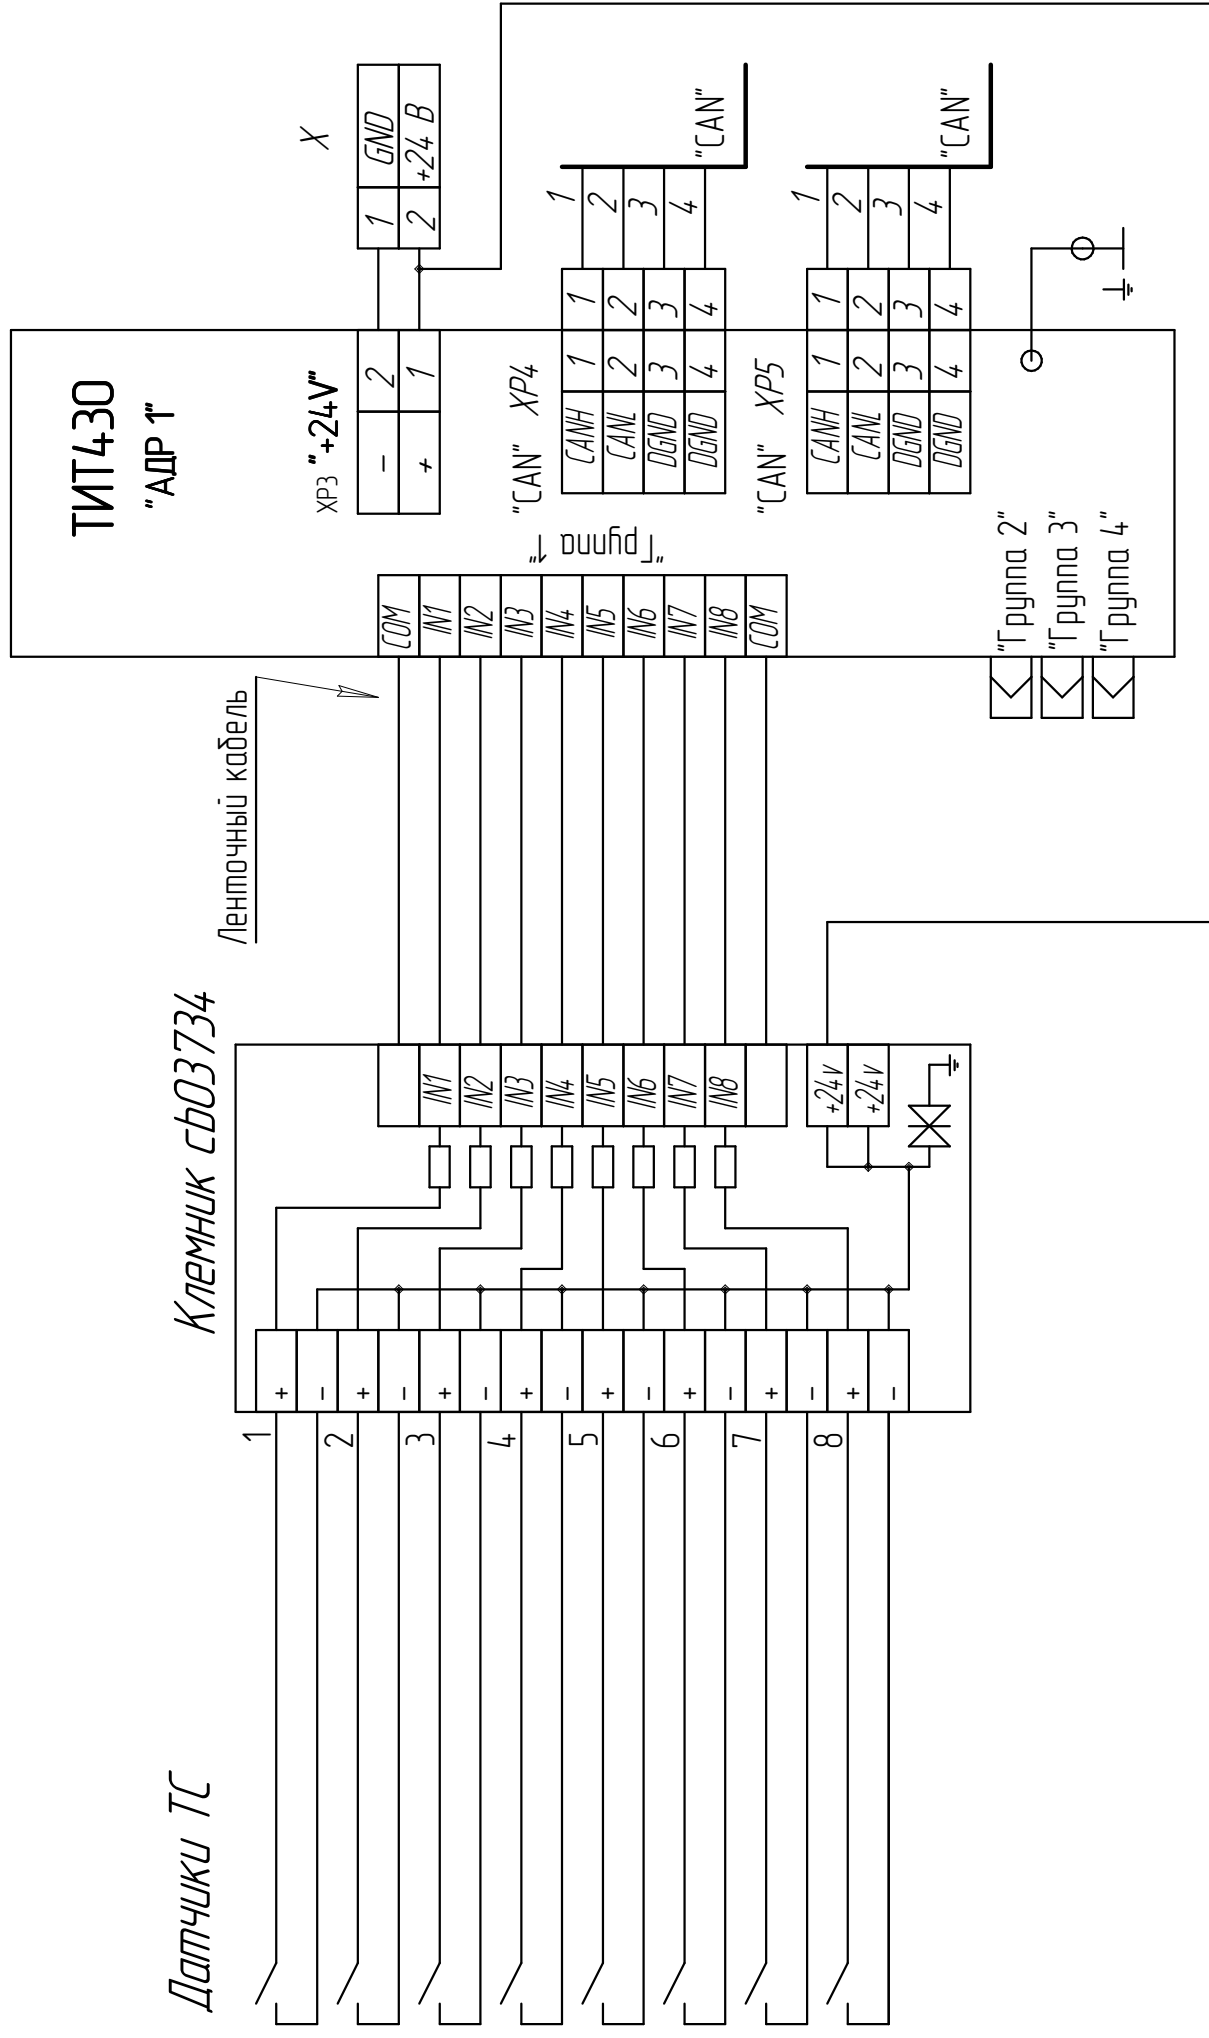 Датчики ТС
1
2
3
4
5
6
7
8
+
−
+
−
+
−
+
−
+
−
+
−
+
−
+
−
Клемник сb03734
IN1
IN2
IN3
IN4
IN5
IN6
IN7
IN8
+24v
+24v
Ленточный кабель
ТИТ430
"АДР 1"
COM
IN1
IN2
IN3
IN4
IN5
IN6
IN7
IN8
COM
"Группа 1"
"Группа 2"
"Группа 3"
"Группа 4"
XP3 "+24V"
− 2
+ 1
X
1 GND
2 +24 В
"CAN" XP4
CANH 1 1 1
CANL 2 2 2
DGND 3 3 3
DGND 4 4 4
"CAN"
"CAN" XP5
CANH 1 1 1
CANL 2 2 2
DGND 3 3 3
DGND 4 4 4
"CAN"